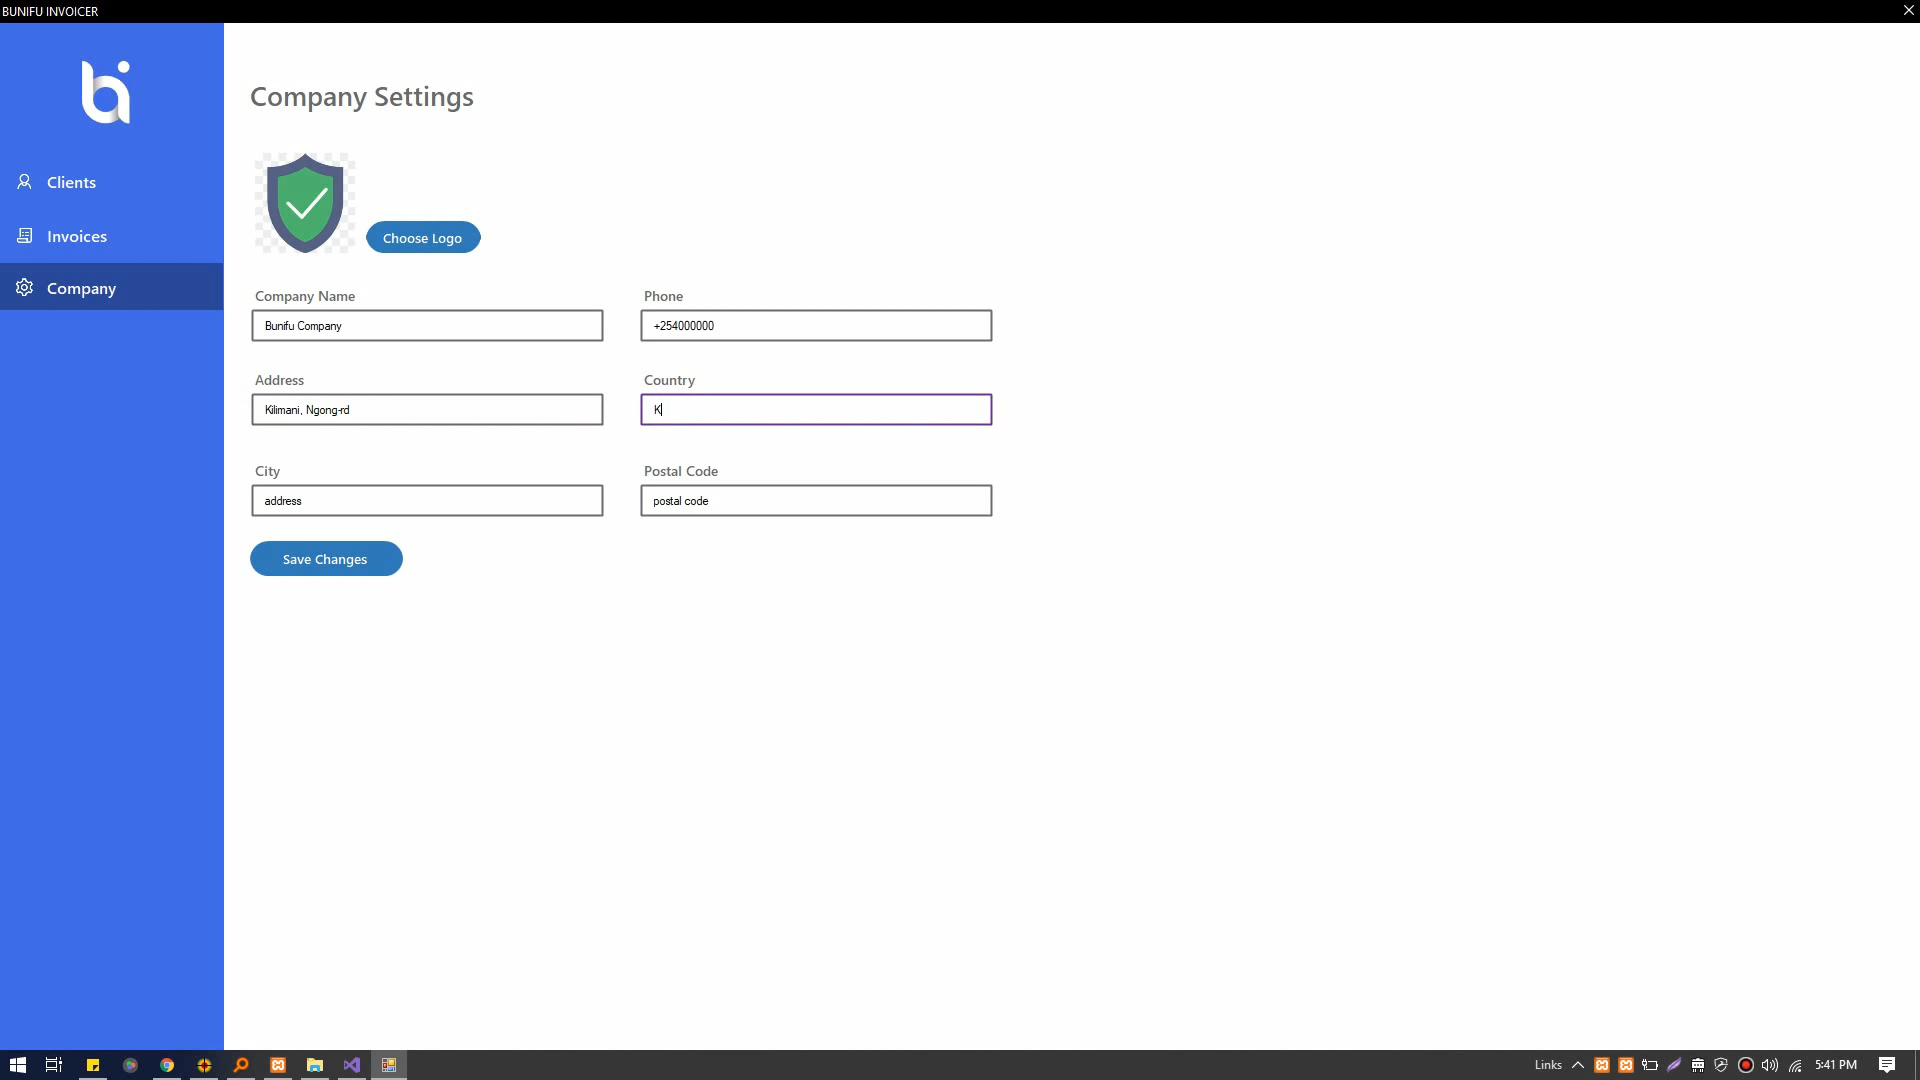 BUNIFU INVOICER
Clients
Invoices
Company
Company Settings
Choose Logo
Company Name
Phone
Bunifu Company
+254000000
Address
Country
Kilimani, Ngong-rd
K
City
Postal Code
address
postal code
Save Changes
Links
5:41 PM